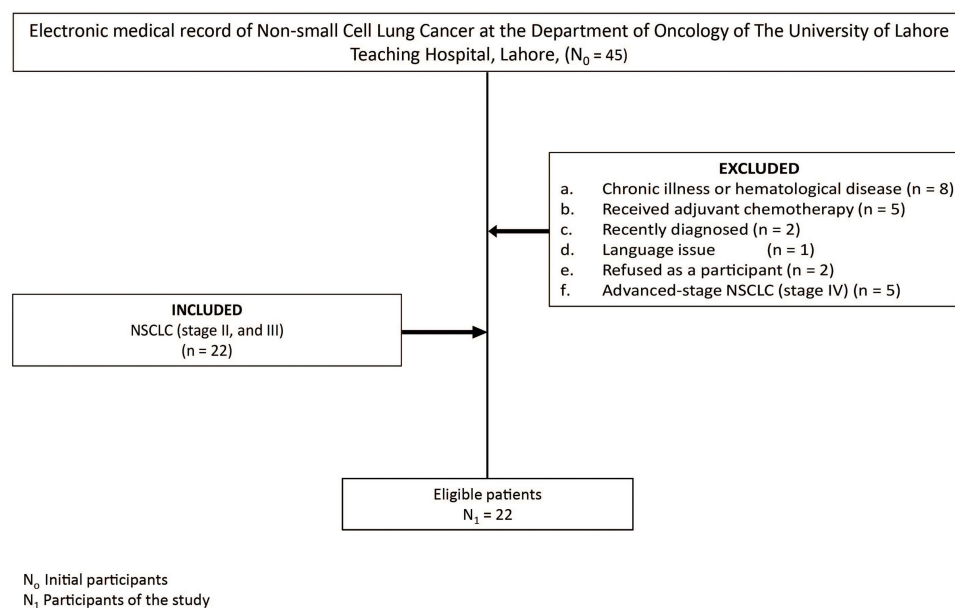 Electronic medical record of Non-small Cell Lung Cancer at the Department of Oncology of The University of Lahore
Teaching Hospital, Lahore, (N₀ = 45)
EXCLUDED
a. Chronic illness or hematological disease (n = 8)
b. Received adjuvant chemotherapy (n = 5)
c. Recently diagnosed (n = 2)
d. Language issue (n = 1)
e. Refused as a participant (n = 2)
f. Advanced-stage NSCLC (stage IV) (n = 5)
INCLUDED
NSCLC (stage II, and III)
(n = 22)
Eligible patients
N₁ = 22
Nₒ Initial participants
N₁ Participants of the study